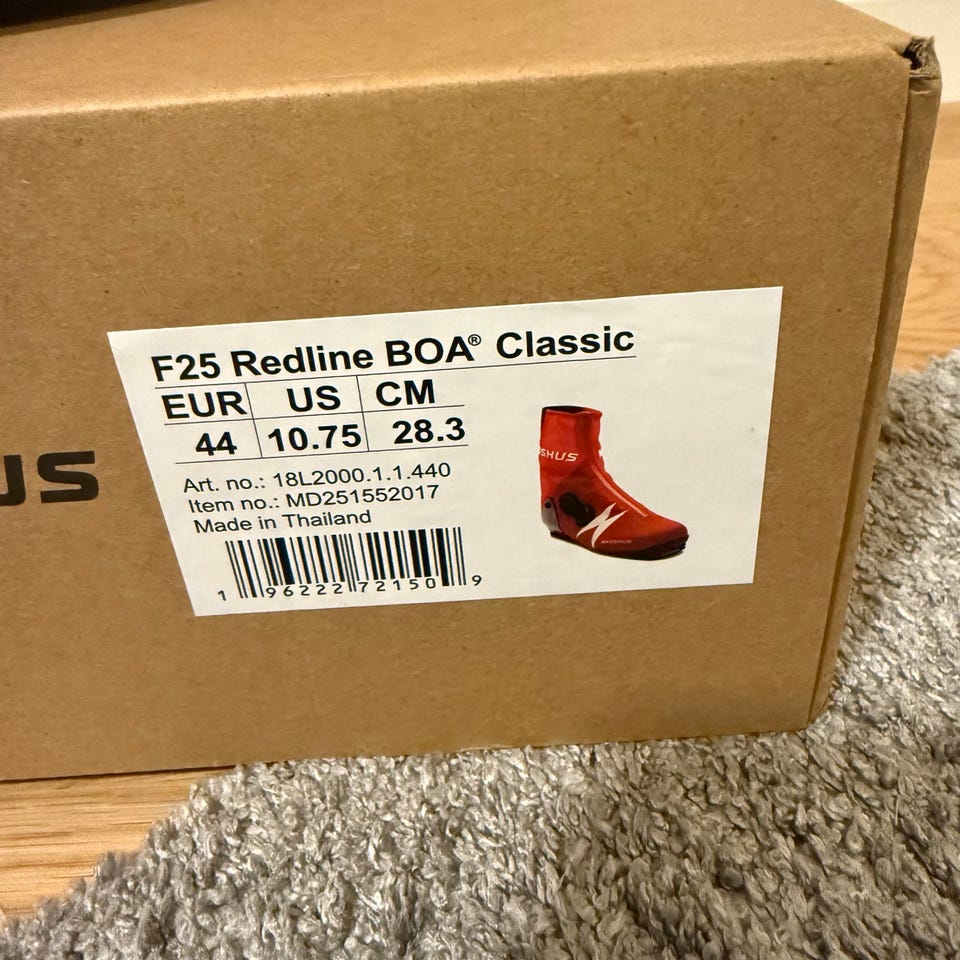 F25 Redline BOA® Classic
EUR US CM
44 10.75 28.3
Art. no.: 18L2000.1.1.440
Item no.: MD251552017
Made in Thailand
1 96222 72150 9
USHUS
US